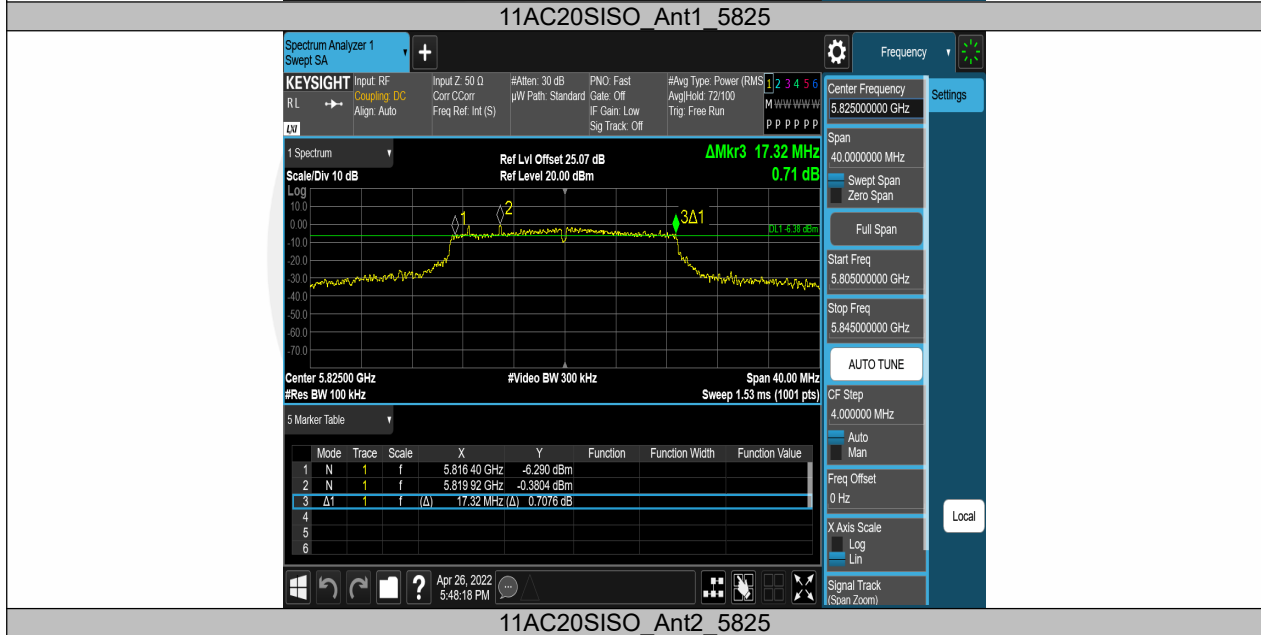 11AC20SISO_Ant1_5825
Spectrum Analyzer 1
Swept SA
+
Frequency
KEYSIGHT
RL
LXI
Input: RF
Coupling: DC
Align: Auto
Input Z: 50 Ω
Corr CCorr
Freq Ref: Int (S)
#Atten: 30 dB
µW Path: Standard
PNO: Fast
Gate: Off
IF Gain: Low
Sig Track: Off
#Avg Type: Power (RMS
Avg|Hold: 72/100
Trig: Free Run
1 2 3 4 5 6
M W W W W W
P P P P P P
Center Frequency
5.825000000 GHz
Settings
Span
40.0000000 MHz
Swept Span
Zero Span
Full Span
Start Freq
5.805000000 GHz
Stop Freq
5.845000000 GHz
AUTO TUNE
CF Step
4.000000 MHz
Auto
Man
Freq Offset
0 Hz
X Axis Scale
Log
Lin
Signal Track
(Span Zoom)
Local
1 Spectrum
Scale/Div 10 dB
Ref Lvl Offset 25.07 dB
Ref Level 20.00 dBm
ΔMkr3 17.32 MHz
0.71 dB
Log
10.0
0.00
-10.0
-20.0
-30.0
-40.0
-50.0
-60.0
-70.0
1
2
3Δ1
DL1 -6.38 dBm
Center 5.82500 GHz
#Video BW 300 kHz
Span 40.00 MHz
#Res BW 100 kHz
Sweep 1.53 ms (1001 pts)
5 Marker Table
Mode Trace Scale X Y Function Function Width Function Value
1 N 1 f 5.816 40 GHz -6.290 dBm
2 N 1 f 5.819 92 GHz -0.3804 dBm
3 Δ1 1 f (Δ) 17.32 MHz (Δ) 0.7076 dB
4
5
6
?
Apr 26, 2022
5:48:18 PM
11AC20SISO_Ant2_5825